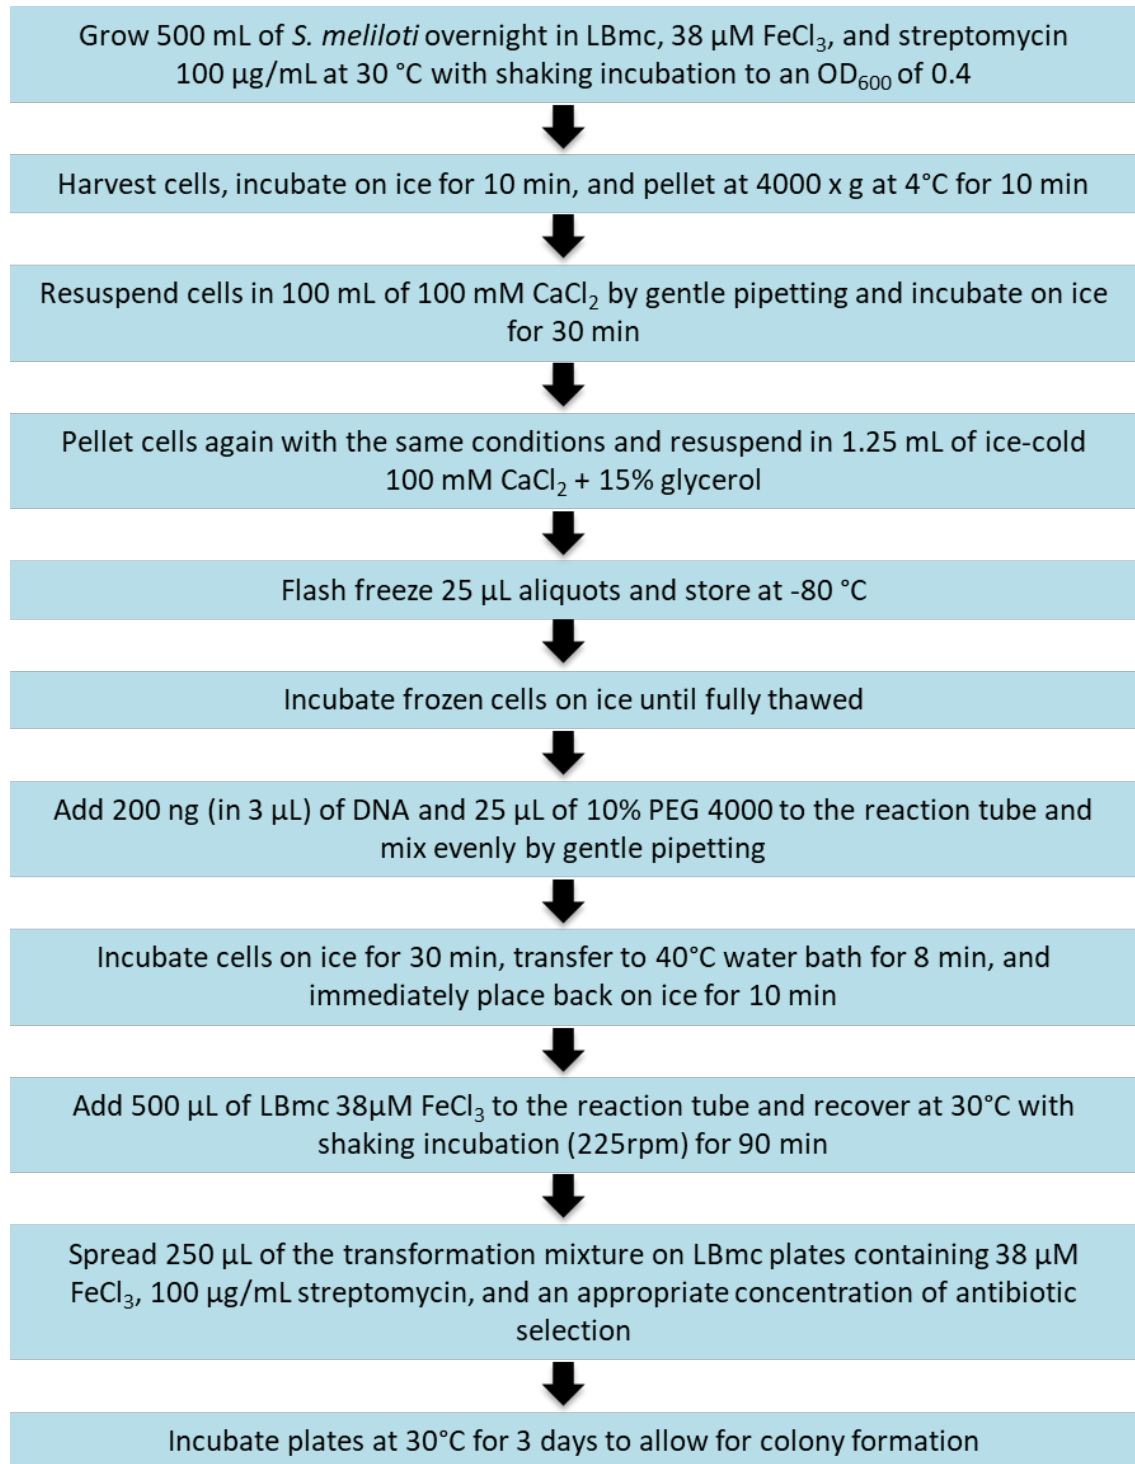 Grow 500 mL of S. meliloti overnight in LBmc, 38 µM FeCl₃, and streptomycin
100 µg/mL at 30 °C with shaking incubation to an OD₆₀₀ of 0.4
Harvest cells, incubate on ice for 10 min, and pellet at 4000 x g at 4°C for 10 min
Resuspend cells in 100 mL of 100 mM CaCl₂ by gentle pipetting and incubate on ice
for 30 min
Pellet cells again with the same conditions and resuspend in 1.25 mL of ice-cold
100 mM CaCl₂ + 15% glycerol
Flash freeze 25 µL aliquots and store at -80 °C
Incubate frozen cells on ice until fully thawed
Add 200 ng (in 3 µL) of DNA and 25 µL of 10% PEG 4000 to the reaction tube and
mix evenly by gentle pipetting
Incubate cells on ice for 30 min, transfer to 40°C water bath for 8 min, and
immediately place back on ice for 10 min
Add 500 µL of LBmc 38µM FeCl₃ to the reaction tube and recover at 30°C with
shaking incubation (225rpm) for 90 min
Spread 250 µL of the transformation mixture on LBmc plates containing 38 µM
FeCl₃, 100 µg/mL streptomycin, and an appropriate concentration of antibiotic
selection
Incubate plates at 30°C for 3 days to allow for colony formation